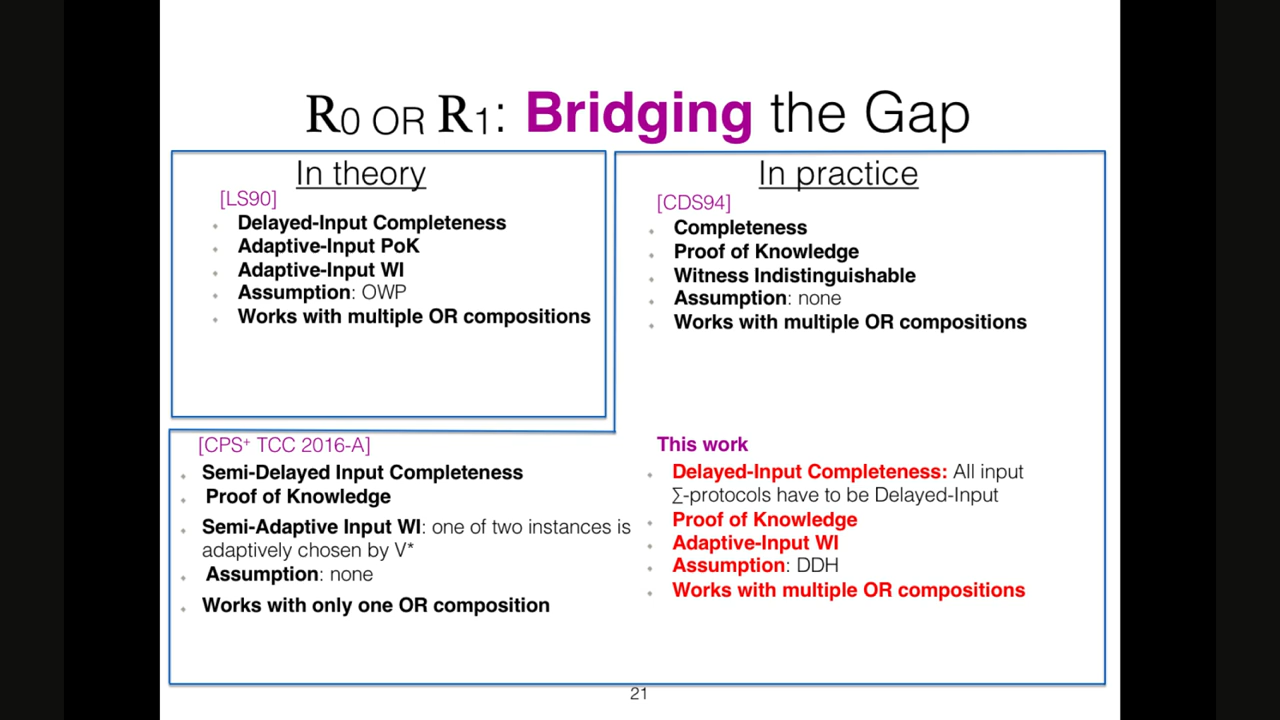 R0 OR R1: Bridging the Gap
In theory
[LS90]
Delayed-Input Completeness
Adaptive-Input PoK
Adaptive-Input WI
Assumption: OWP
Works with multiple OR compositions
In practice
[CDS94]
Completeness
Proof of Knowledge
Witness Indistinguishable
Assumption: none
Works with multiple OR compositions
[CPS⁺ TCC 2016-A]
Semi-Delayed Input Completeness
Proof of Knowledge
Semi-Adaptive Input WI: one of two instances is
adaptively chosen by V*
Assumption: none
Works with only one OR composition
This work
Delayed-Input Completeness: All input
∑-protocols have to be Delayed-Input
Proof of Knowledge
Adaptive-Input WI
Assumption: DDH
Works with multiple OR compositions
21